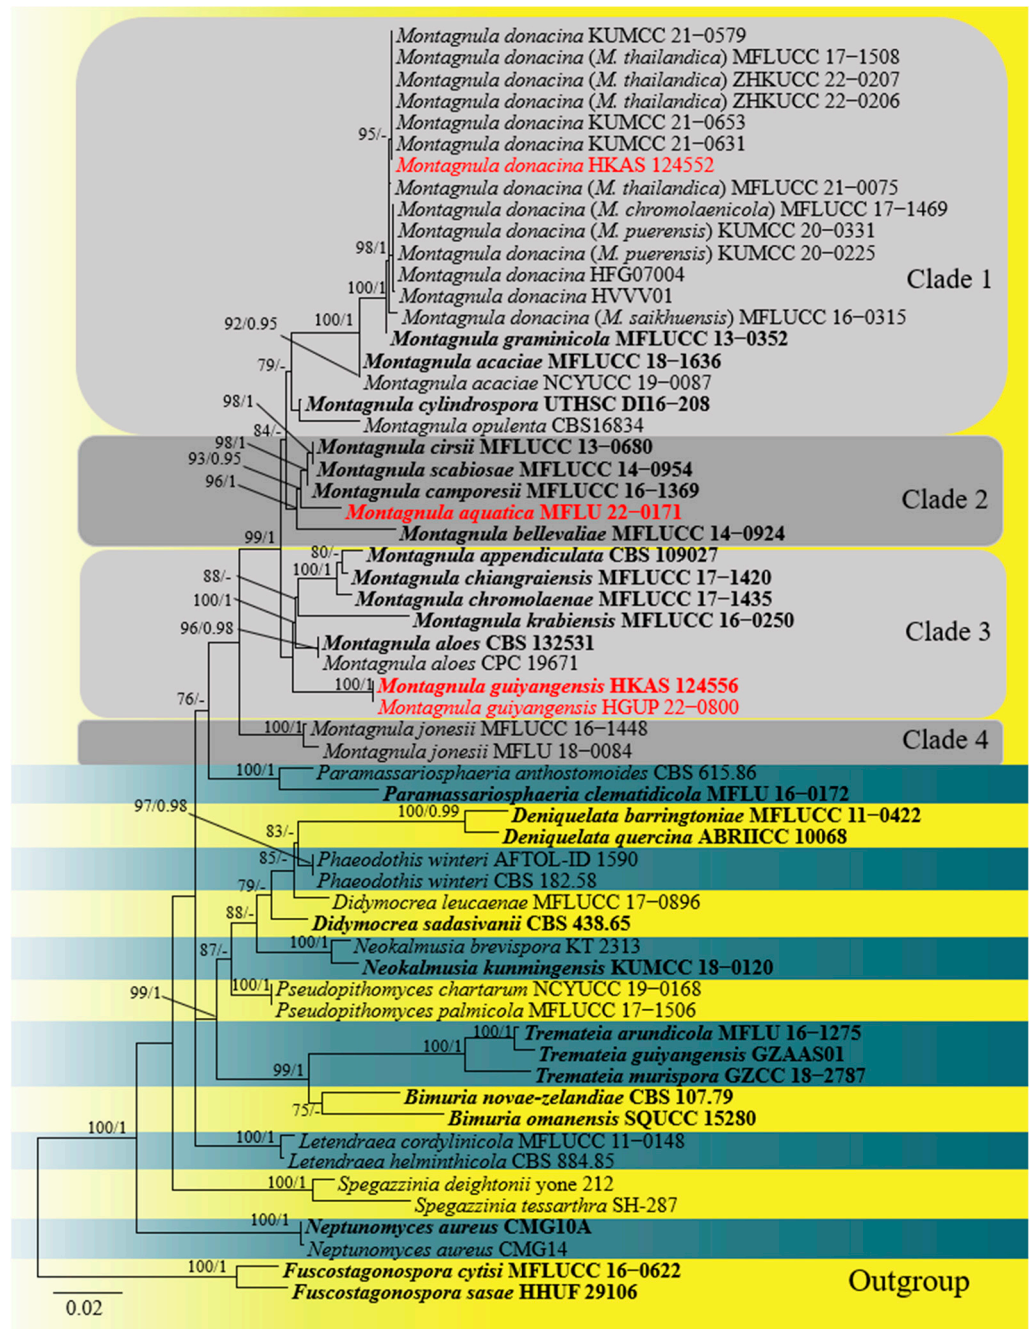 Montagnula donacina KUMCC 21−0579
Montagnula donacina (M. thailandica) MFLUCC 17−1508
Montagnula donacina (M. thailandica) ZHKUCC 22−0207
Montagnula donacina (M. thailandica) ZHKUCC 22−0206
Montagnula donacina KUMCC 21−0653
95/-
Montagnula donacina KUMCC 21−0631
Montagnula donacina HKAS 124552
Montagnula donacina (M. thailandica) MFLUCC 21−0075
Montagnula donacina (M. chromolaenicola) MFLUCC 17−1469
Montagnula donacina (M. puerensis) KUMCC 20−0331
98/1
Montagnula donacina (M. puerensis) KUMCC 20−0225
Montagnula donacina HFG07004
Clade 1
100/1
Montagnula donacina HVVV01
Montagnula donacina (M. saikhuensis) MFLUCC 16−0315
92/0.95
100/1
Montagnula graminicola MFLUCC 13−0352
Montagnula acaciae MFLUCC 18−1636
79/-
Montagnula acaciae NCYUCC 19−0087
98/1
Montagnula cylindrospora UTHSC DI16−208
Montagnula opulenta CBS16834
84/-
98/1
Montagnula cirsii MFLUCC 13−0680
93/0.95
Montagnula scabiosae MFLUCC 14−0954
96/1
Montagnula camporesii MFLUCC 16−1369
Clade 2
Montagnula aquatica MFLU 22−0171
Montagnula bellevaliae MFLUCC 14−0924
99/1
80/-
Montagnula appendiculata CBS 109027
88/-
100/1
Montagnula chiangraiensis MFLUCC 17−1420
100/1
Montagnula chromolaenae MFLUCC 17−1435
Montagnula krabiensis MFLUCC 16−0250
Clade 3
96/0.98
Montagnula aloes CBS 132531
Montagnula aloes CPC 19671
100/1
Montagnula guiyangensis HKAS 124556
76/-
Montagnula guiyangensis HGUP 22−0800
100/1
Montagnula jonesii MFLUCC 16−1448
Clade 4
Montagnula jonesii MFLU 18−0084
100/1
Paramassariosphaeria anthostomoides CBS 615.86
Paramassariosphaeria clematidicola MFLU 16−0172
97/0.98
100/0.99
Deniquelata barringtoniae MFLUCC 11−0422
83/-
Deniquelata quercina ABRIICC 10068
85/-
Phaeodothis winteri AFTOL-ID 1590
Phaeodothis winteri CBS 182.58
79/-
Didymocrea leucaenae MFLUCC 17−0896
88/-
Didymocrea sadasivanii CBS 438.65
87/-
100/1
Neokalmusia brevispora KT 2313
Neokalmusia kunmingensis KUMCC 18−0120
99/1
100/1
Pseudopithomyces chartarum NCYUCC 19−0168
Pseudopithomyces palmicola MFLUCC 17−1506
100/1
Tremateia arundicola MFLU 16−1275
100/1
Tremateia guiyangensis GZAAS01
99/1
Tremateia murispora GZCC 18−2787
Bimuria novae-zelandiae CBS 107.79
75/-
Bimuria omanensis SQUCC 15280
100/1
100/1
Letendraea cordylinicola MFLUCC 11−0148
Letendraea helminthicola CBS 884.85
100/1
Spegazzinia deightonii yone 212
Spegazzinia tessarthra SH-287
100/1
Neptunomyces aureus CMG10A
Neptunomyces aureus CMG14
100/1
Fuscostagonospora cytisi MFLUCC 16−0622
Outgroup
Fuscostagonospora sasae HHUF 29106
0.02